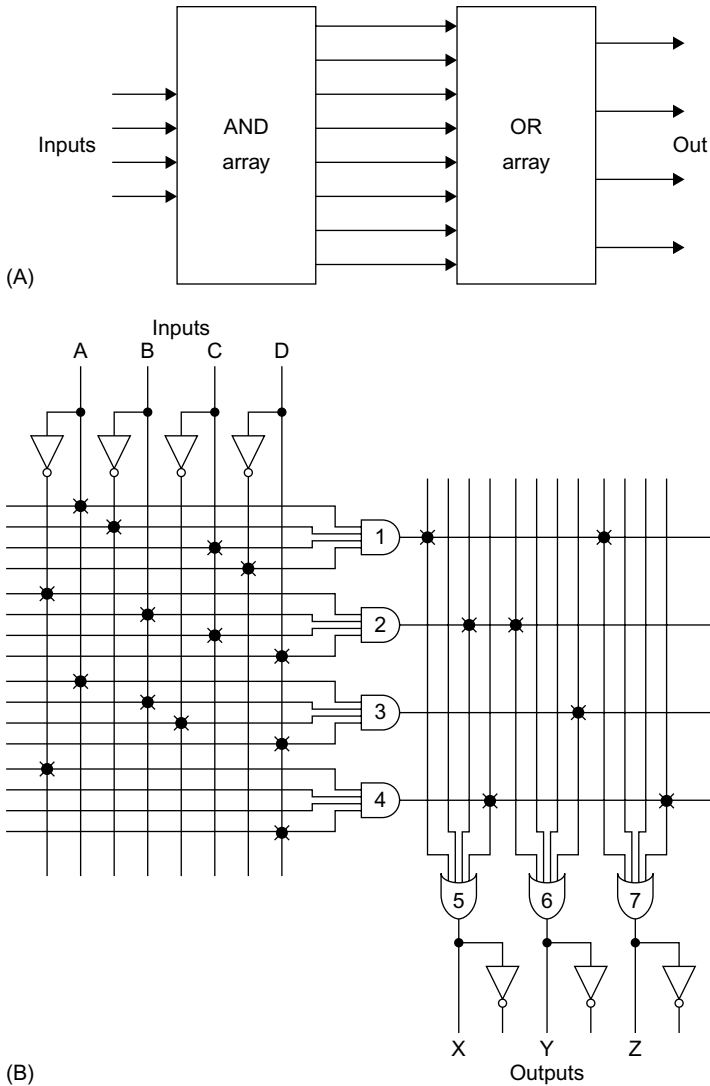 Inputs
AND
array
OR
array
Out
(A)
Inputs
A B C D
1
2
3
4
5 6 7
X Y Z
Outputs
(B)